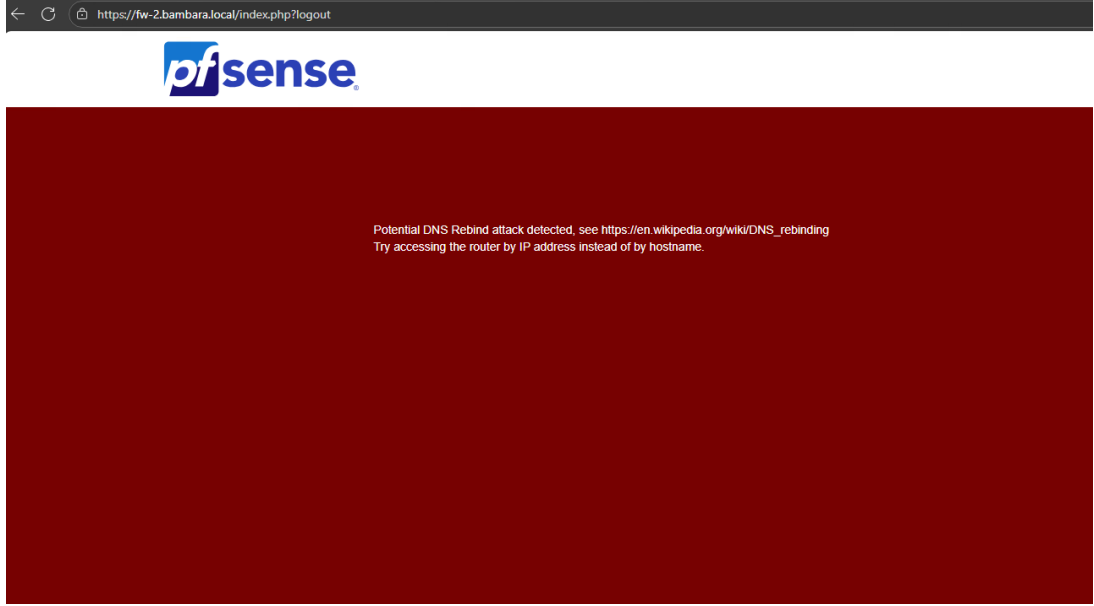 https://fw-2.bambara.local/index.php?logout
pfsense®
Potential DNS Rebind attack detected, see https://en.wikipedia.org/wiki/DNS_rebinding
Try accessing the router by IP address instead of by hostname.